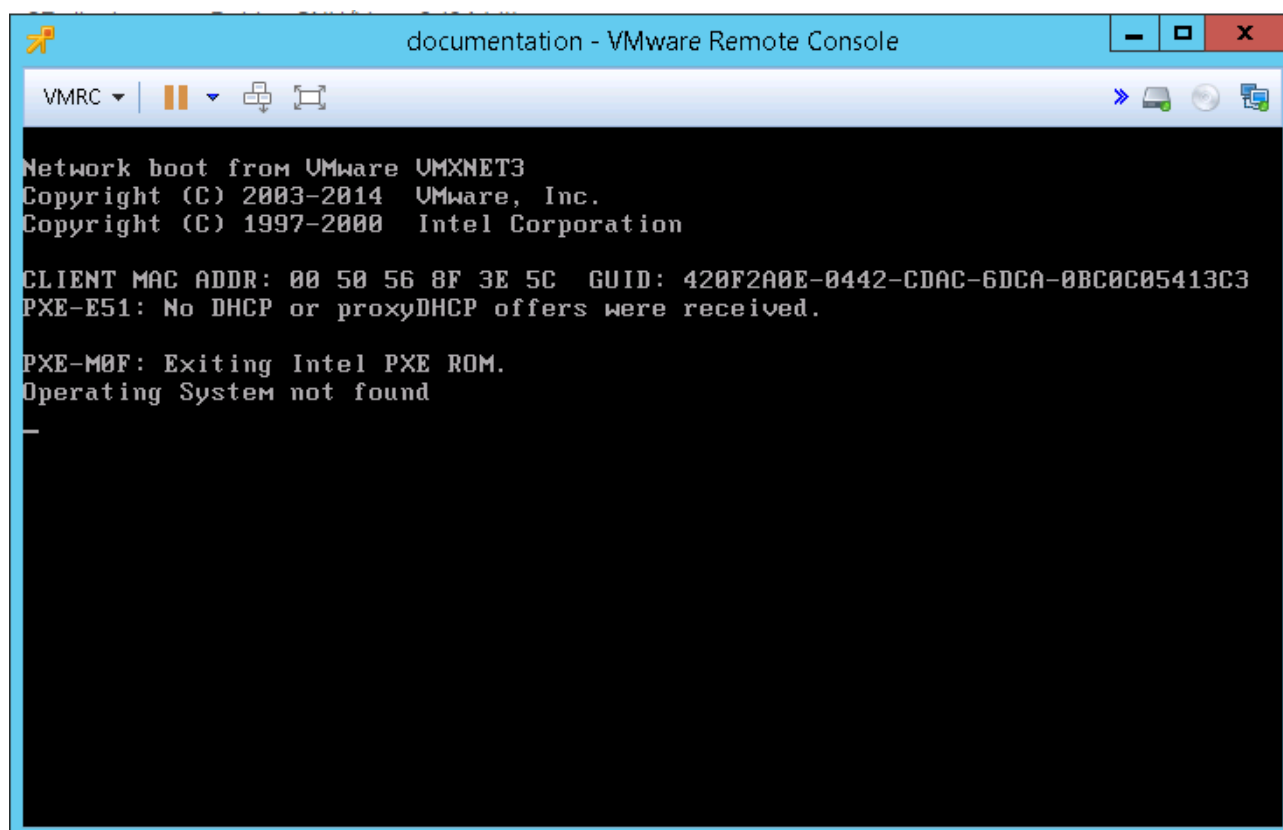 documentation - VMware Remote Console
VMRC
Network boot from VMware VMXNET3
Copyright (C) 2003-2014 VMware, Inc.
Copyright (C) 1997-2000 Intel Corporation
CLIENT MAC ADDR: 00 50 56 8F 3E 5C GUID: 420F2A0E-0442-CDAC-6DCA-0BC0C05413C3
PXE-E51: No DHCP or proxyDHCP offers were received.
PXE-M0F: Exiting Intel PXE ROM.
Operating System not found